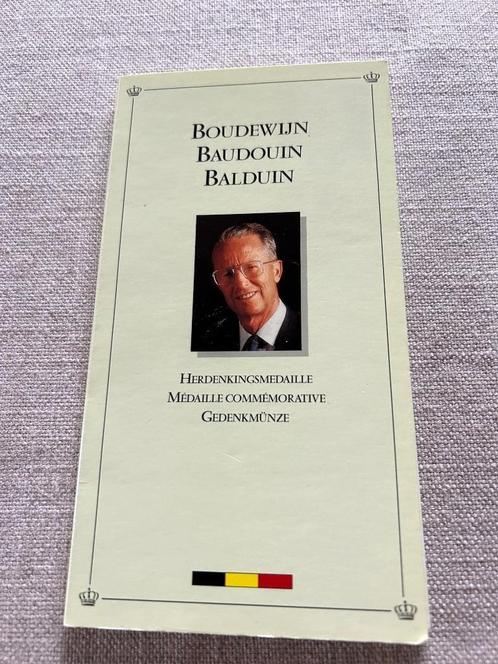 BOUDEWIJN
BAUDOUIN
BALDUIN
HERDENKINGSMEDAILLE
MÉDAILLE COMMÉMORATIVE
GEDENKMÜNZE